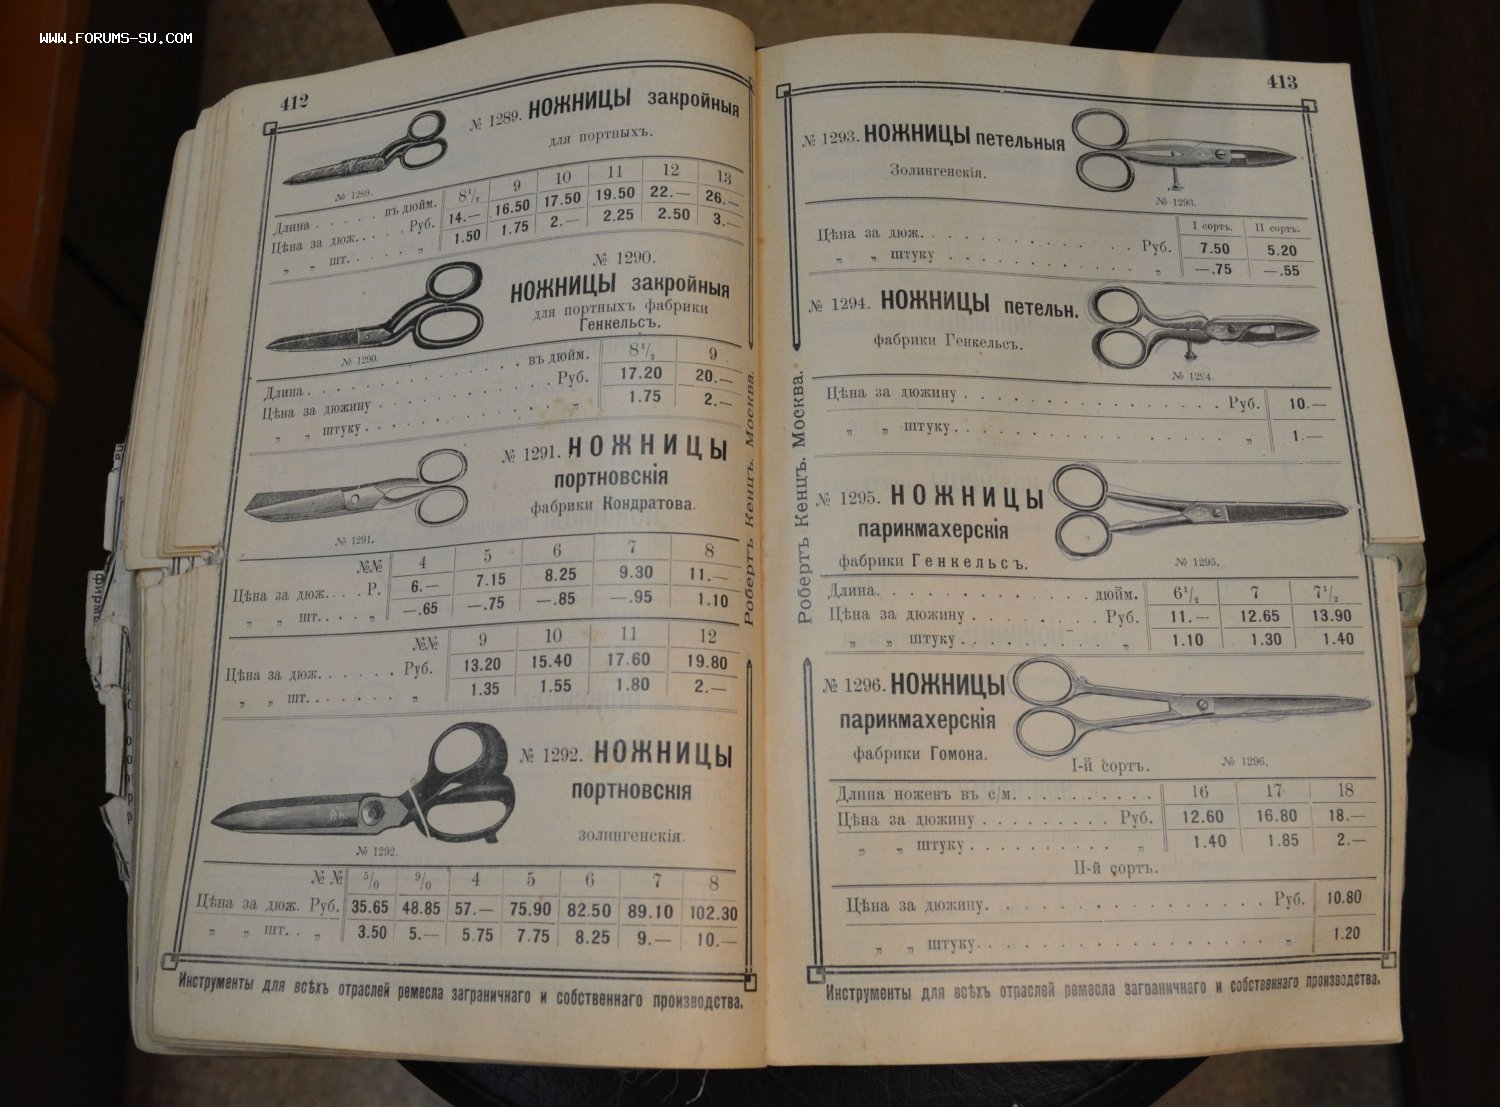 WWW.FORUMS-SU.COM
412
№ 1289. НОЖНИЦЫ закройныя
для портныхъ.
№ 1289.
Длина . . . . . въ дюйм. 8½ 9 10 11 12 13
Цѣна за дюж. . . . . Руб. 14.— 16.50 17.50 19.50 22.— 26.—
„ „ шт. . . . . „ 1.50 1.75 2.— 2.25 2.50 3.—
№ 1290.
НОЖНИЦЫ закройныя
для портныхъ фабрики
Генкельсъ.
№ 1290.
Длина . . . . . въ дюйм. 8½ 9
Цѣна за дюжину . . . . . Руб. 17.20 20.—
„ „ штуку . . . . . „ 1.75 2.—
№ 1291. НОЖНИЦЫ
портновскія
фабрики Кондратова.
№ 1291.
№№ 4 5 6 7 8
Цѣна за дюж. . . . Р. 6.— 7.15 8.25 9.30 11.—
„ „ шт. . . . . „ —.65 —.75 —.85 —.95 1.10
№№ 9 10 11 12
Цѣна за дюж. . . . . . . Руб. 13.20 15.40 17.60 19.80
„ „ шт. . . . . . . „ 1.35 1.55 1.80 2.—
№ 1292. НОЖНИЦЫ
портновскія
золингенскія.
Р.К.
№ 1292.
№ № 5/0 9/0 4 5 6 7 8
Цѣна за дюж. Руб. 35.65 48.85 57.— 75.90 82.50 89.10 102.30
„ „ шт. . „ 3.50 5.— 5.75 7.75 8.25 9.— 10.—
Робертъ Кенцъ. Москва.
Инструменты для всѣхъ отраслей ремесла заграничнаго и собственнаго производства.
413
№ 1293. НОЖНИЦЫ петельныя
Золингенскія.
№ 1293.
I сортъ. II сортъ.
Цѣна за дюж. . . . . . . . . . . Руб. 7.50 5.20
„ „ штуку . . . . . . . . . . . „ —.75 —.55
№ 1294. НОЖНИЦЫ петельн.
фабрики Генкельсъ.
№ 1294.
Цѣна за дюжину . . . . . . . . . . . . . Руб. 10.—
„ „ штуку. . . . . . . . . . . . . . „ 1.—
№ 1295. НОЖНИЦЫ
парикмахерскія
фабрики Генкельсъ.
№ 1295.
Длина. . . . . . . . . . . . дюйм. 6½ 7 7½
Цѣна за дюжину . . . . . . . . Руб. 11.— 12.65 13.90
„ „ штуку . . . . . . . . . „ 1.10 1.30 1.40
№ 1296. НОЖНИЦЫ
парикмахерскія
фабрики Гомона.
I-й сортъ.
№ 1296.
Длина ноженъ въ с/м. . . . . . . . . . 16 17 18
Цѣна за дюжину . . . . . . . . . Руб. 12.60 16.80 18.—
„ „ штуку . . . . . . . . . . „ 1.40 1.85 2.—
II-й сортъ.
Цѣна за дюжину. . . . . . . . . . . . . . . Руб. 10.80
„ „ штуку. . . . . . . . . . . . . . „ 1.20
Робертъ Кенцъ. Москва.
Инструменты для всѣхъ отраслей ремесла заграничнаго и собственнаго производства.